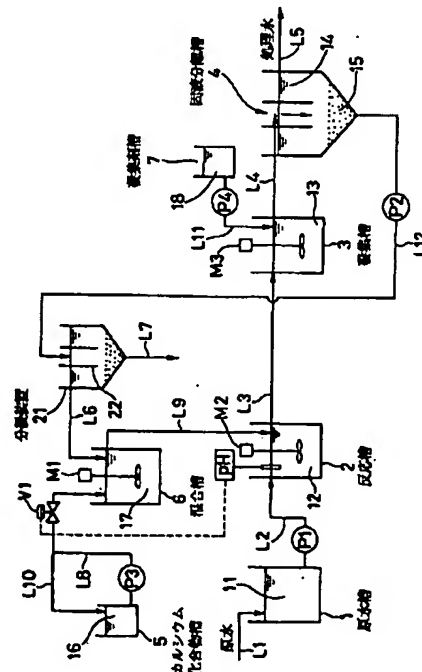 処理水
L5
固液分離槽
4
14
15
凝集剤槽
7
18
P4
L11
L4
M3
13
3
凝集槽
P2
L12
分離装置
21
22
L6
L7
V1
M1
L9
17
6
混合槽
L10
L8
P3
16
5
カルシウム
化合物槽
L3
M2
pH
12
2
反応槽
L2
P1
11
原水
L1
1
原水槽